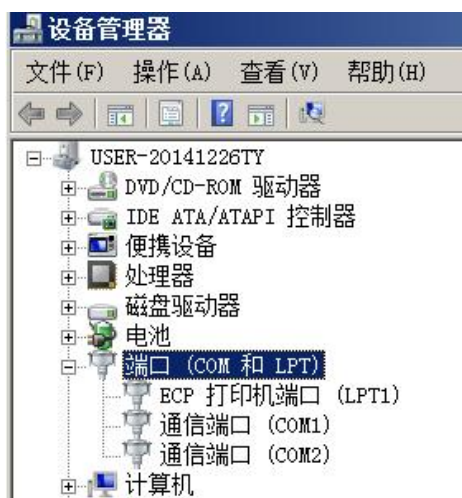 设备管理器
文件(F) 操作(A) 查看(V) 帮助(H)
USER-20141226TY
DVD/CD-ROM 驱动器
IDE ATA/ATAPI 控制器
便携设备
处理器
磁盘驱动器
电池
端口 (COM 和 LPT)
ECP 打印机端口 (LPT1)
通信端口 (COM1)
通信端口 (COM2)
计算机